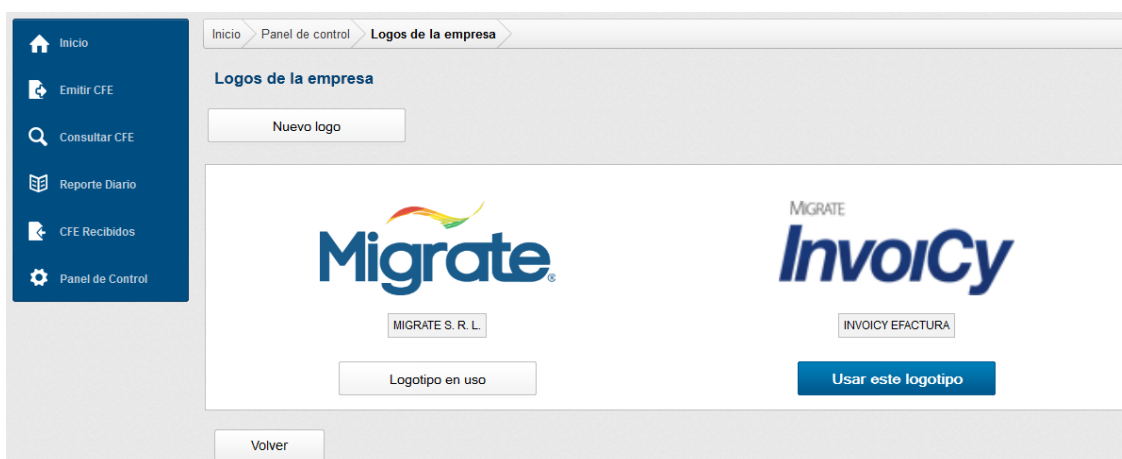 Inicio
Emitir CFE
Consultar CFE
Reporte Diario
CFE Recibidos
Panel de Control
Inicio Panel de control Logos de la empresa
Logos de la empresa
Nuevo logo
Migrate®
MIGRATE S. R. L.
Logotipo en uso
MIGRATE
InvoiCy
INVOICY EFACTURA
Usar este logotipo
Volver